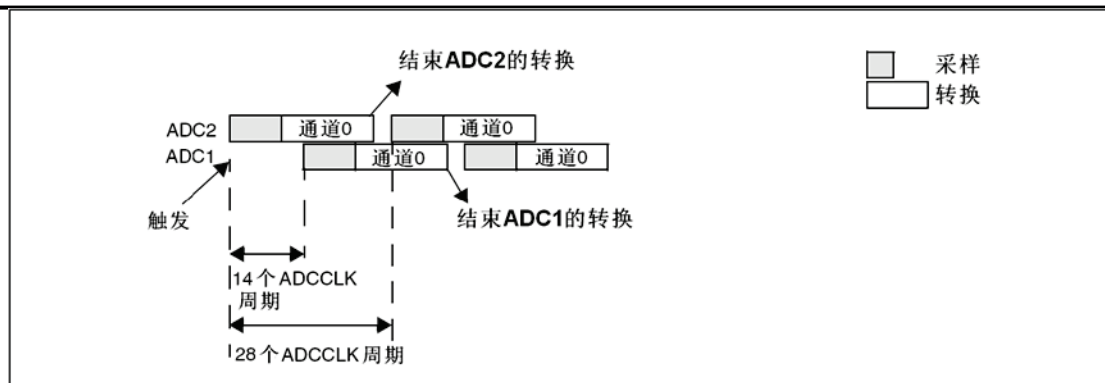 结束ADC2的转换
采样
转换
ADC2
通道0
通道0
ADC1
通道0
通道0
触发
结束ADC1的转换
14个ADCCLK
周期
28个ADCCLK周期